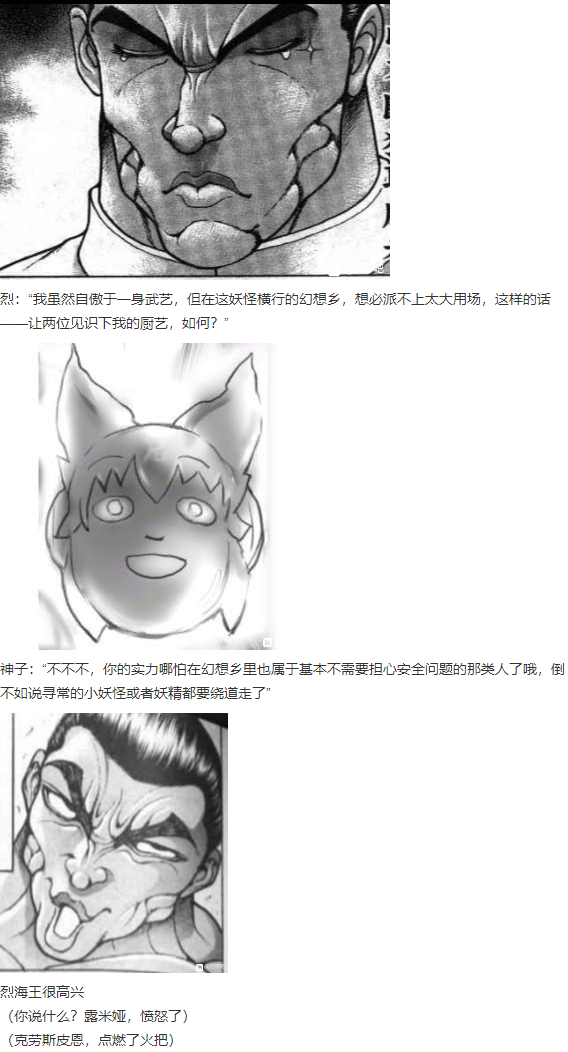 烈：“我虽然自傲于一身武艺，但在这妖怪横行的幻想乡，想必派不上太大用场，这样的话
——让两位见识下我的厨艺，如何？”
神子：“不不不，你的实力哪怕在幻想乡里也属于基本不需要担心安全问题的那类人了哦，倒
不如说寻常的小妖怪或者妖精都要绕道走了”
烈海王很高兴
（你说什么？露米娅，愤怒了）
（克劳斯皮恩，点燃了火把）